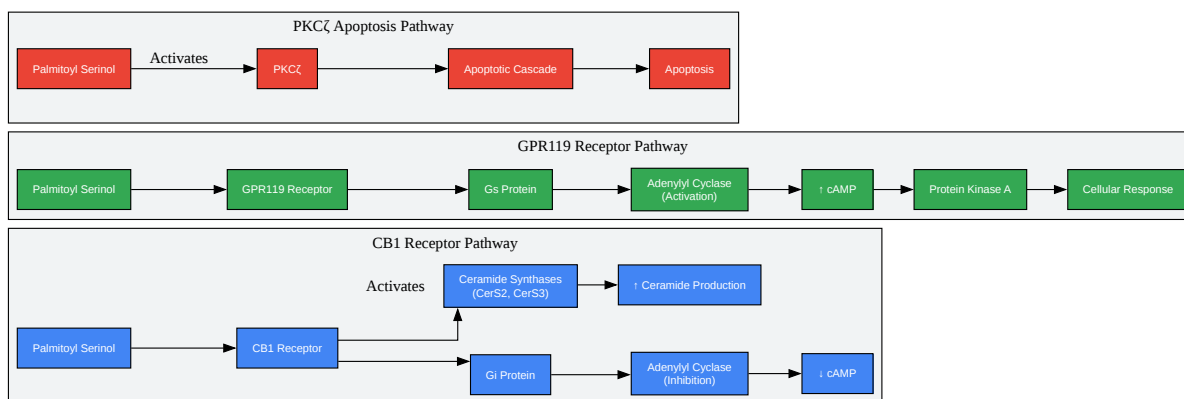 PKCζ Apoptosis Pathway
Palmitoyl Serinol
Activates
PKCζ
Apoptotic Cascade
Apoptosis
GPR119 Receptor Pathway
Palmitoyl Serinol
GPR119 Receptor
Gs Protein
Adenylyl Cyclase
(Activation)
↑ cAMP
Protein Kinase A
Cellular Response
CB1 Receptor Pathway
Activates
Ceramide Synthases
(CerS2, CerS3)
↑ Ceramide Production
Palmitoyl Serinol
CB1 Receptor
Gi Protein
Adenylyl Cyclase
(Inhibition)
↓ cAMP